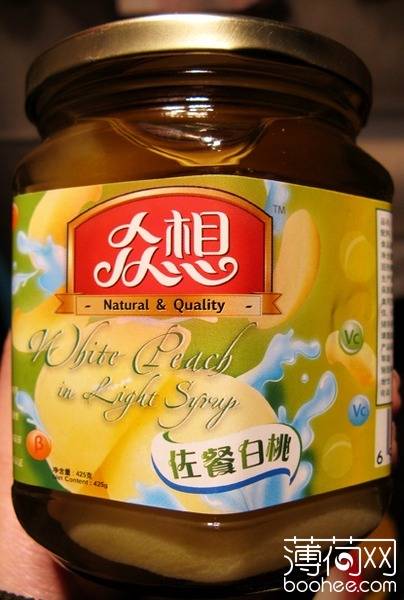 众想
TM
- Natural & Quality -
White Peach
in Light Syrup
Vc
Vc
佐餐白桃
β
净含量：425克
Content : 425g
6
薄荷网
boohee.com